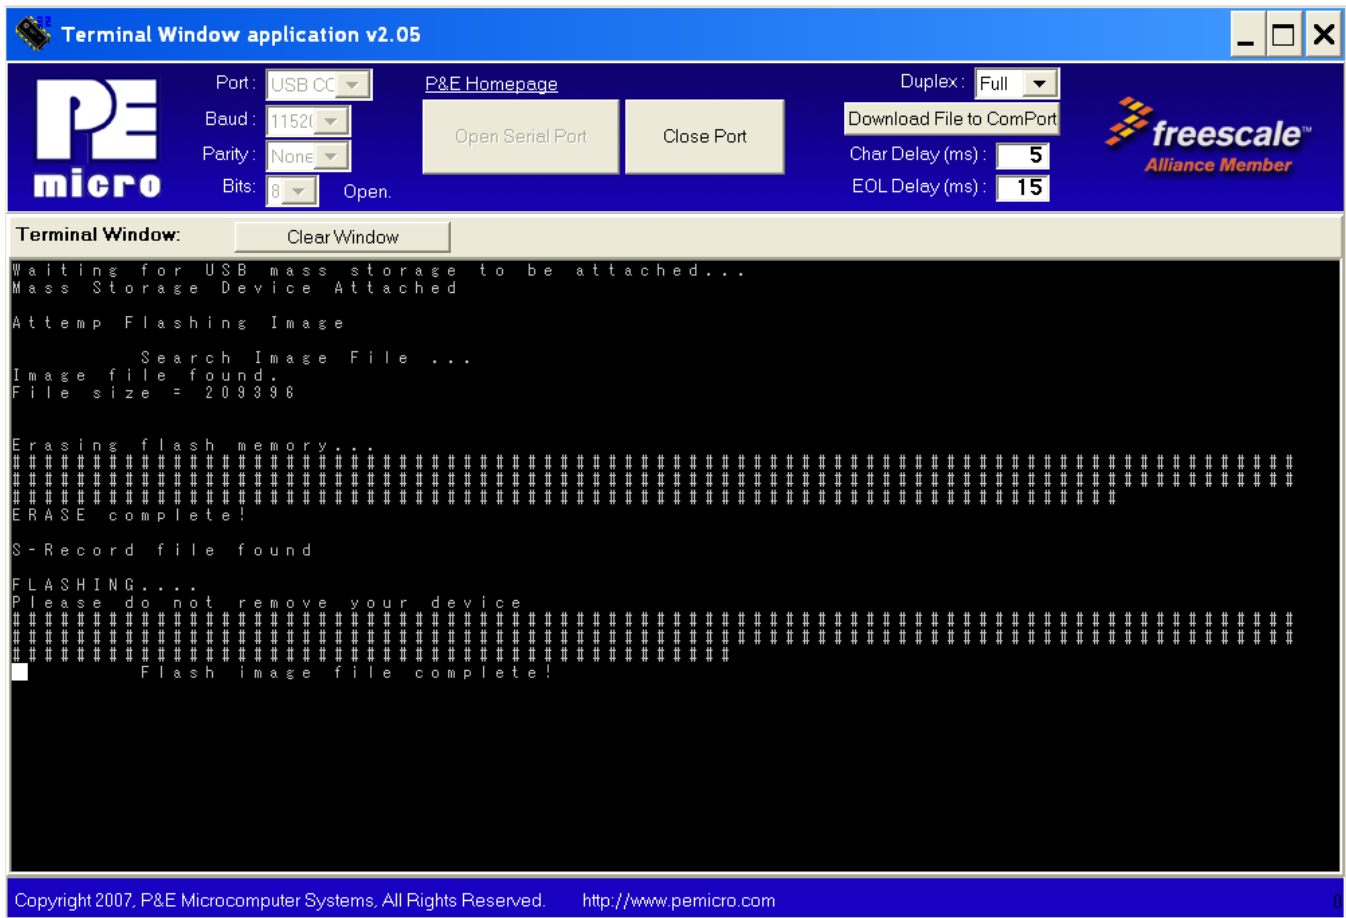 Terminal Window application v2.05
PE
micro
Port: USB
Baud: 1152
Parity: None
Bits: 8
Open.
P&E Homepage
Open Serial Port
Close Port
Duplex: Full
Download File to ComPort
Char Delay (ms): 5
EOL Delay (ms): 15
freescale™
Alliance Member
Terminal Window:
Clear Window
Waiting for USB mass storage to be attached...
Mass Storage Device Attached
Attemp Flashing Image
Search Image File ...
Image file found.
File size = 209396
Erasing flash memory...
################################################################################
################################################################################
#####################################################################
ERASE complete!
S-Record file found
FLASHING....
Please do not remove your device
################################################################################
################################################################################
#############################################
Flash image file complete!
Copyright 2007, P&E Microcomputer Systems, All Rights Reserved.
http://www.pemicro.com
0